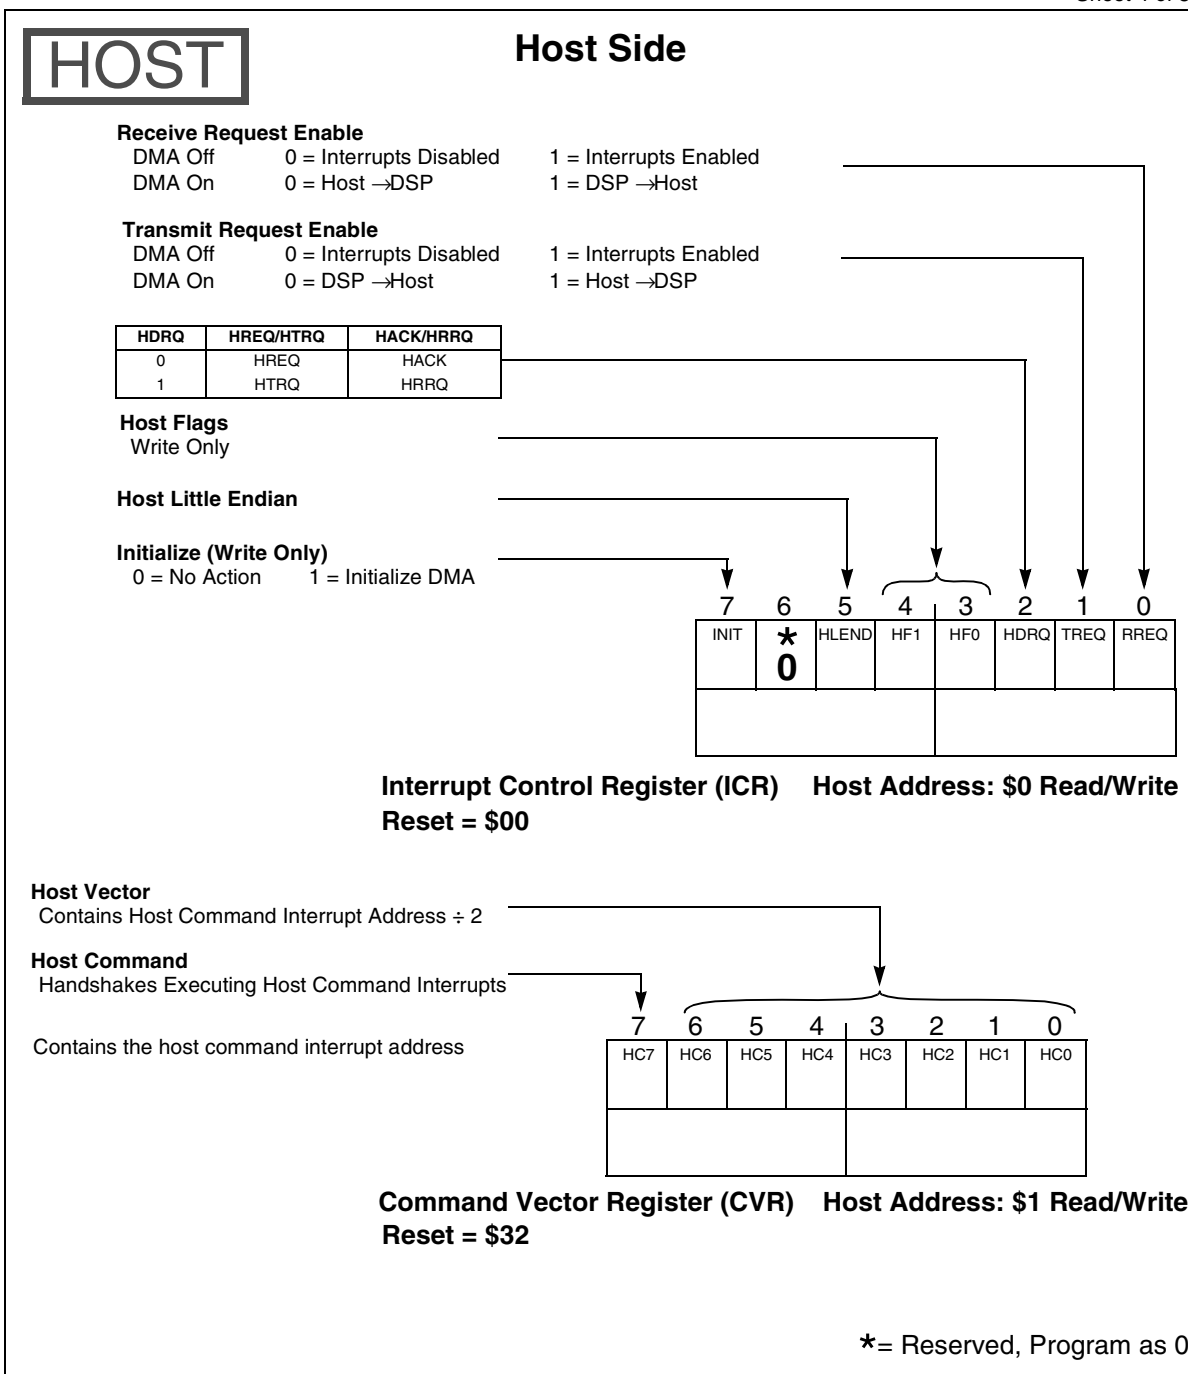 HOST
Host Side
Receive Request Enable
DMA Off 0 = Interrupts Disabled 1 = Interrupts Enabled
DMA On 0 = Host →DSP 1 = DSP →Host
Transmit Request Enable
DMA Off 0 = Interrupts Disabled 1 = Interrupts Enabled
DMA On 0 = DSP →Host 1 = Host →DSP
HDRQ HREQ/HTRQ HACK/HRRQ
0 HREQ HACK
1 HTRQ HRRQ
Host Flags
Write Only
Host Little Endian
Initialize (Write Only)
0 = No Action 1 = Initialize DMA
7 6 5 4 3 2 1 0
INIT * HLEND HF1 HF0 HDRQ TREQ RREQ
0
Interrupt Control Register (ICR) Host Address: $0 Read/Write
Reset = $00
Host Vector
Contains Host Command Interrupt Address ÷ 2
Host Command
Handshakes Executing Host Command Interrupts
Contains the host command interrupt address
7 6 5 4 3 2 1 0
HC7 HC6 HC5 HC4 HC3 HC2 HC1 HC0
Command Vector Register (CVR) Host Address: $1 Read/Write
Reset = $32
*= Reserved, Program as 0